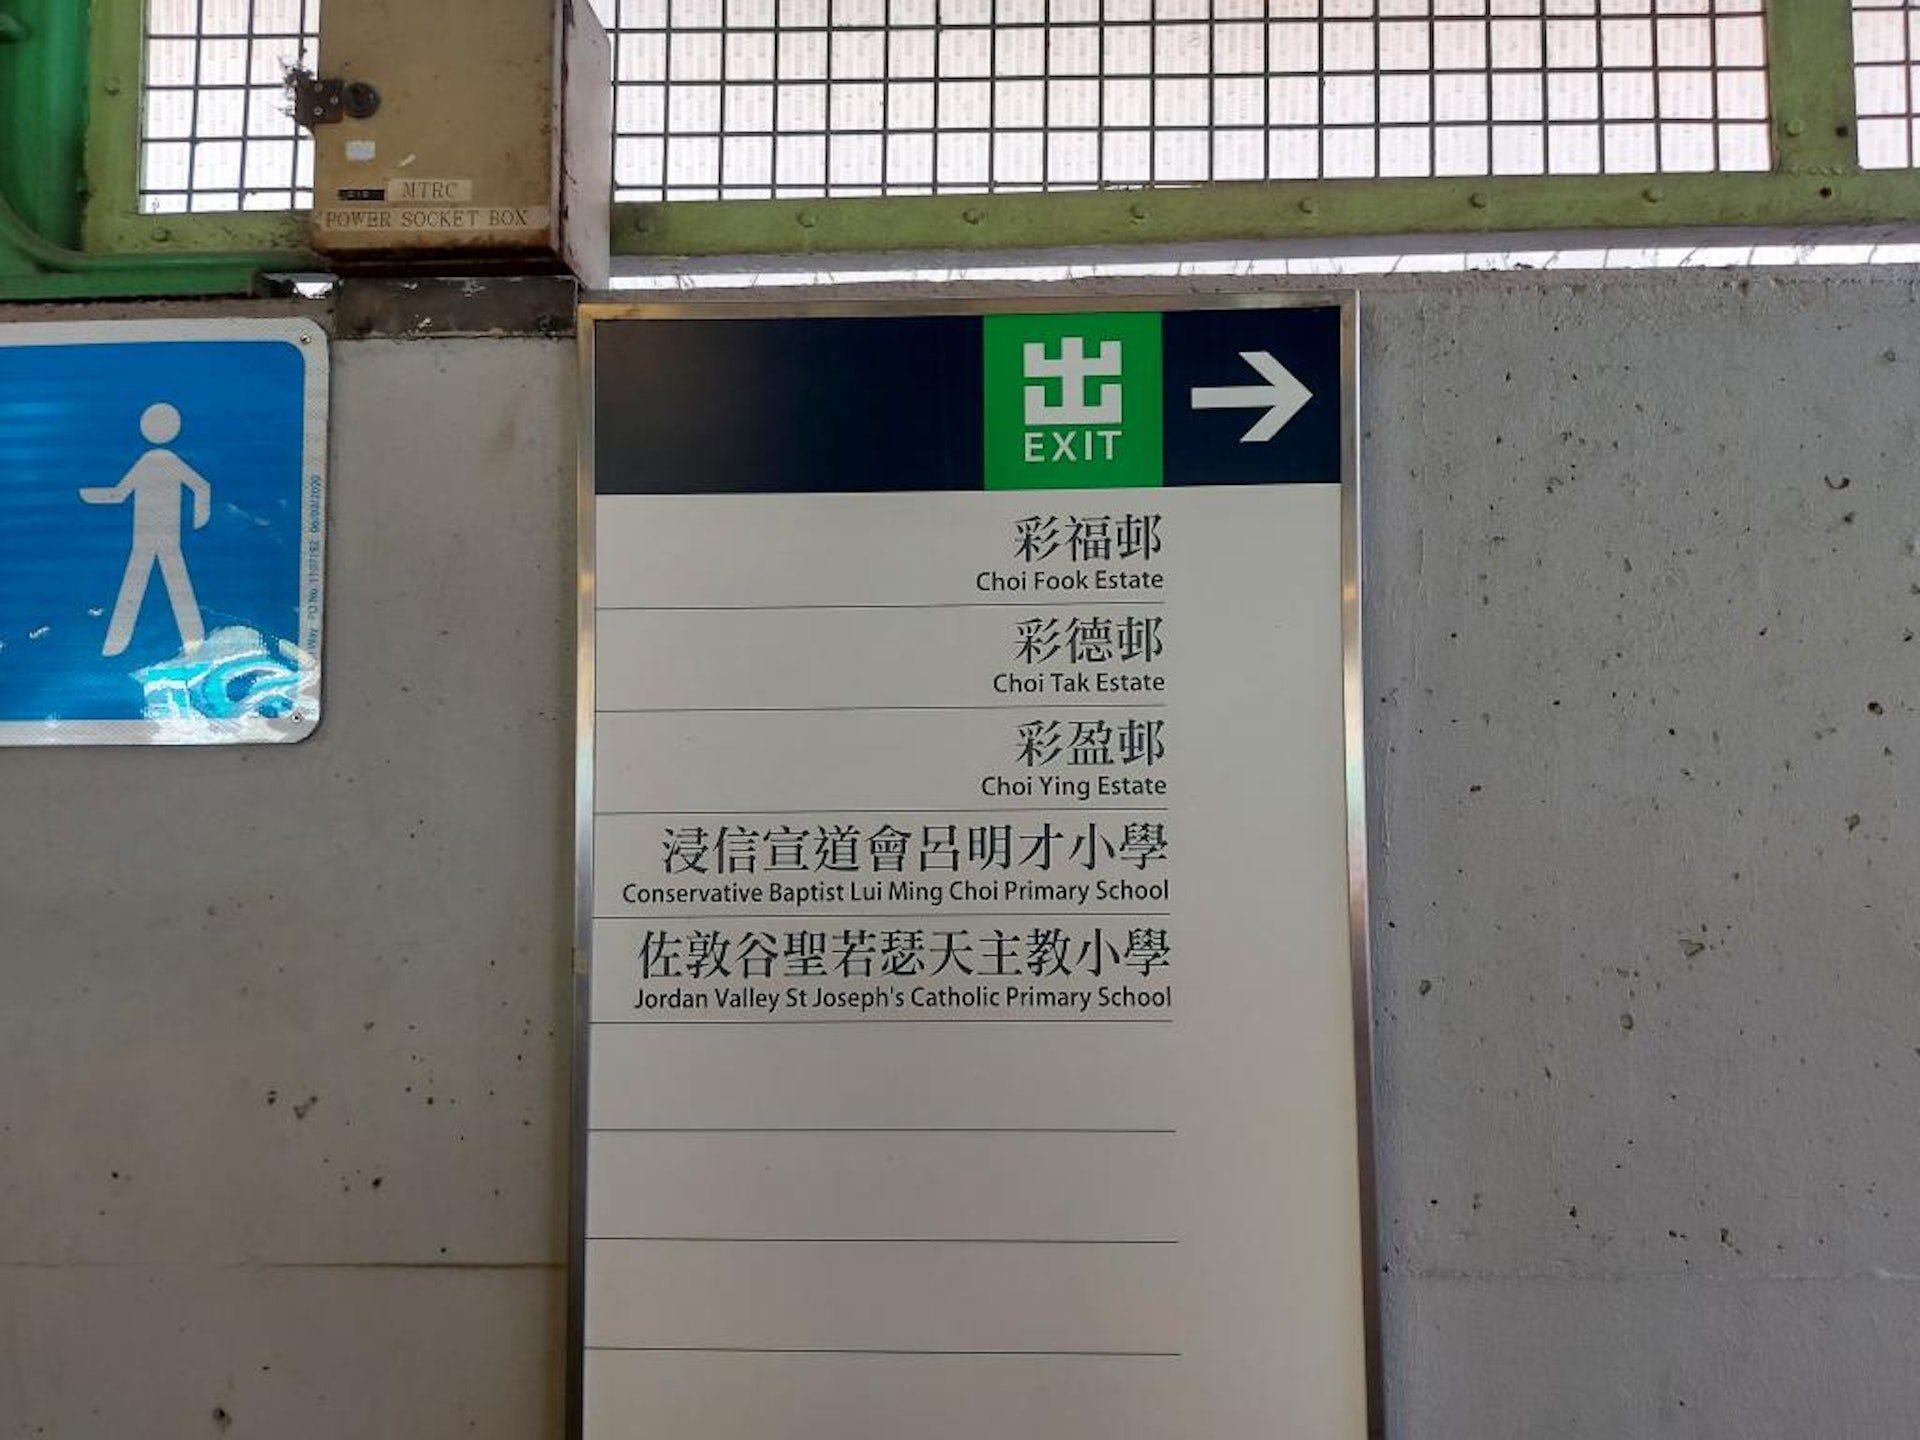 MTRC
POWER SOCKET BOX
出
EXIT
彩福邨
Choi Fook Estate
彩德邨
Choi Tak Estate
彩盈邨
Choi Ying Estate
浸信宣道會呂明才小學
Conservative Baptist Lui Ming Choi Primary School
佐敦谷聖若瑟天主教小學
Jordan Valley St Joseph's Catholic Primary School